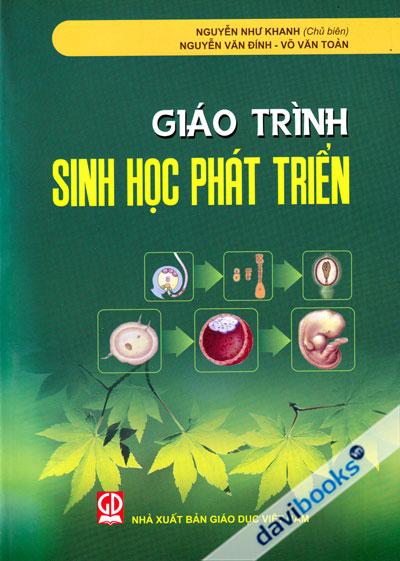 NGUYỄN NHƯ KHANH (Chủ biên)
NGUYỄN VĂN ĐÍNH - VÕ VĂN TOÀN
GIÁO TRÌNH
SINH HỌC PHÁT TRIỂN
GD
NHÀ XUẤT BẢN GIÁO DỤC VIỆT NAM
davibooks.vn